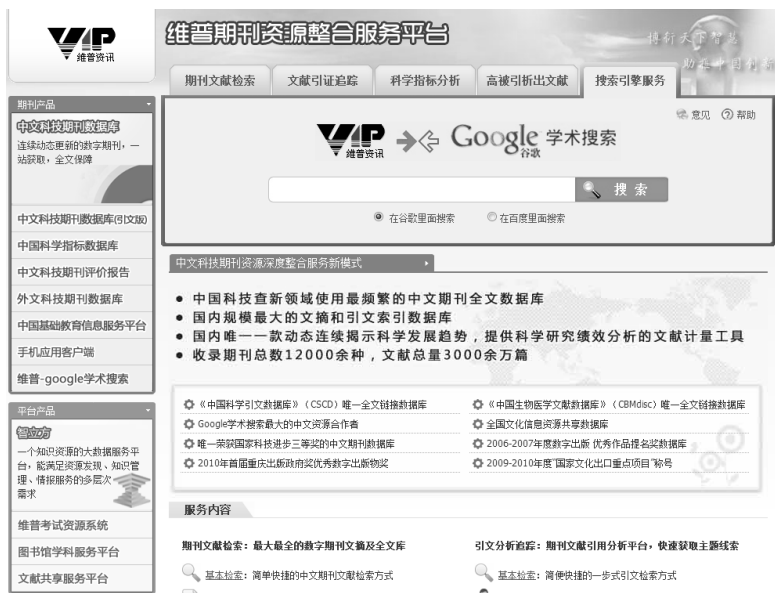 VIP
维普资讯
维普期刊资源整合服务平台
博析天下智慧
助推中国创新
期刊文献检索
文献引证追踪
科学指标分析
高被引析出文献
搜索引擎服务
期刊产品
中文科技期刊数据库
连续动态更新的数字期刊,一
站获取,全文保障
中文科技期刊数据库(引文版)
中国科学指标数据库
中文科技期刊评价报告
外文科技期刊数据库
中国基础教育信息服务平台
手机应用客户端
维普-google学术搜索
平台产品
智立方
一个知识资源的大数据服务平
台,能满足资源发现、知识管
理、情报服务的多层次
需求
维普考试资源系统
图书馆学科服务平台
文献共享服务平台
意见 帮助
VIP
维普资讯
Google 学术搜索
谷歌
搜 索
在谷歌里面搜索 在百度里面搜索
中文科技期刊资源深度整合服务新模式
中国科技查新领域使用最频繁的中文期刊全文数据库
国内规模最大的文摘和引文索引数据库
国内唯一一款动态连续揭示科学发展趋势,提供科学研究绩效分析的文献计量工具
收录期刊总数12000余种,文献总量3000余万篇
《中国科学引文数据库》(CSCD)唯一全文链接数据库
《中国生物医学文献数据库》(CBMdisc)唯一全文链接数据库
Google学术搜索最大的中文资源合作者
全国文化信息资源共享数据库
唯一荣获国家科技进步三等奖的中文期刊数据库
2006-2007年度数字出版 优秀作品提名奖数据库
2010年首届重庆出版政府奖优秀数字出版物奖
2009-2010年度"国家文化出口重点项目"称号
服务内容
期刊文献检索:最大最全的数字期刊文摘及全文库
引文分析追踪:期刊文献引用分析平台,快速获取主题线索
基本检索:简单快捷的中文期刊文献检索方式
基本检索:简便快捷的一步式引文检索方式